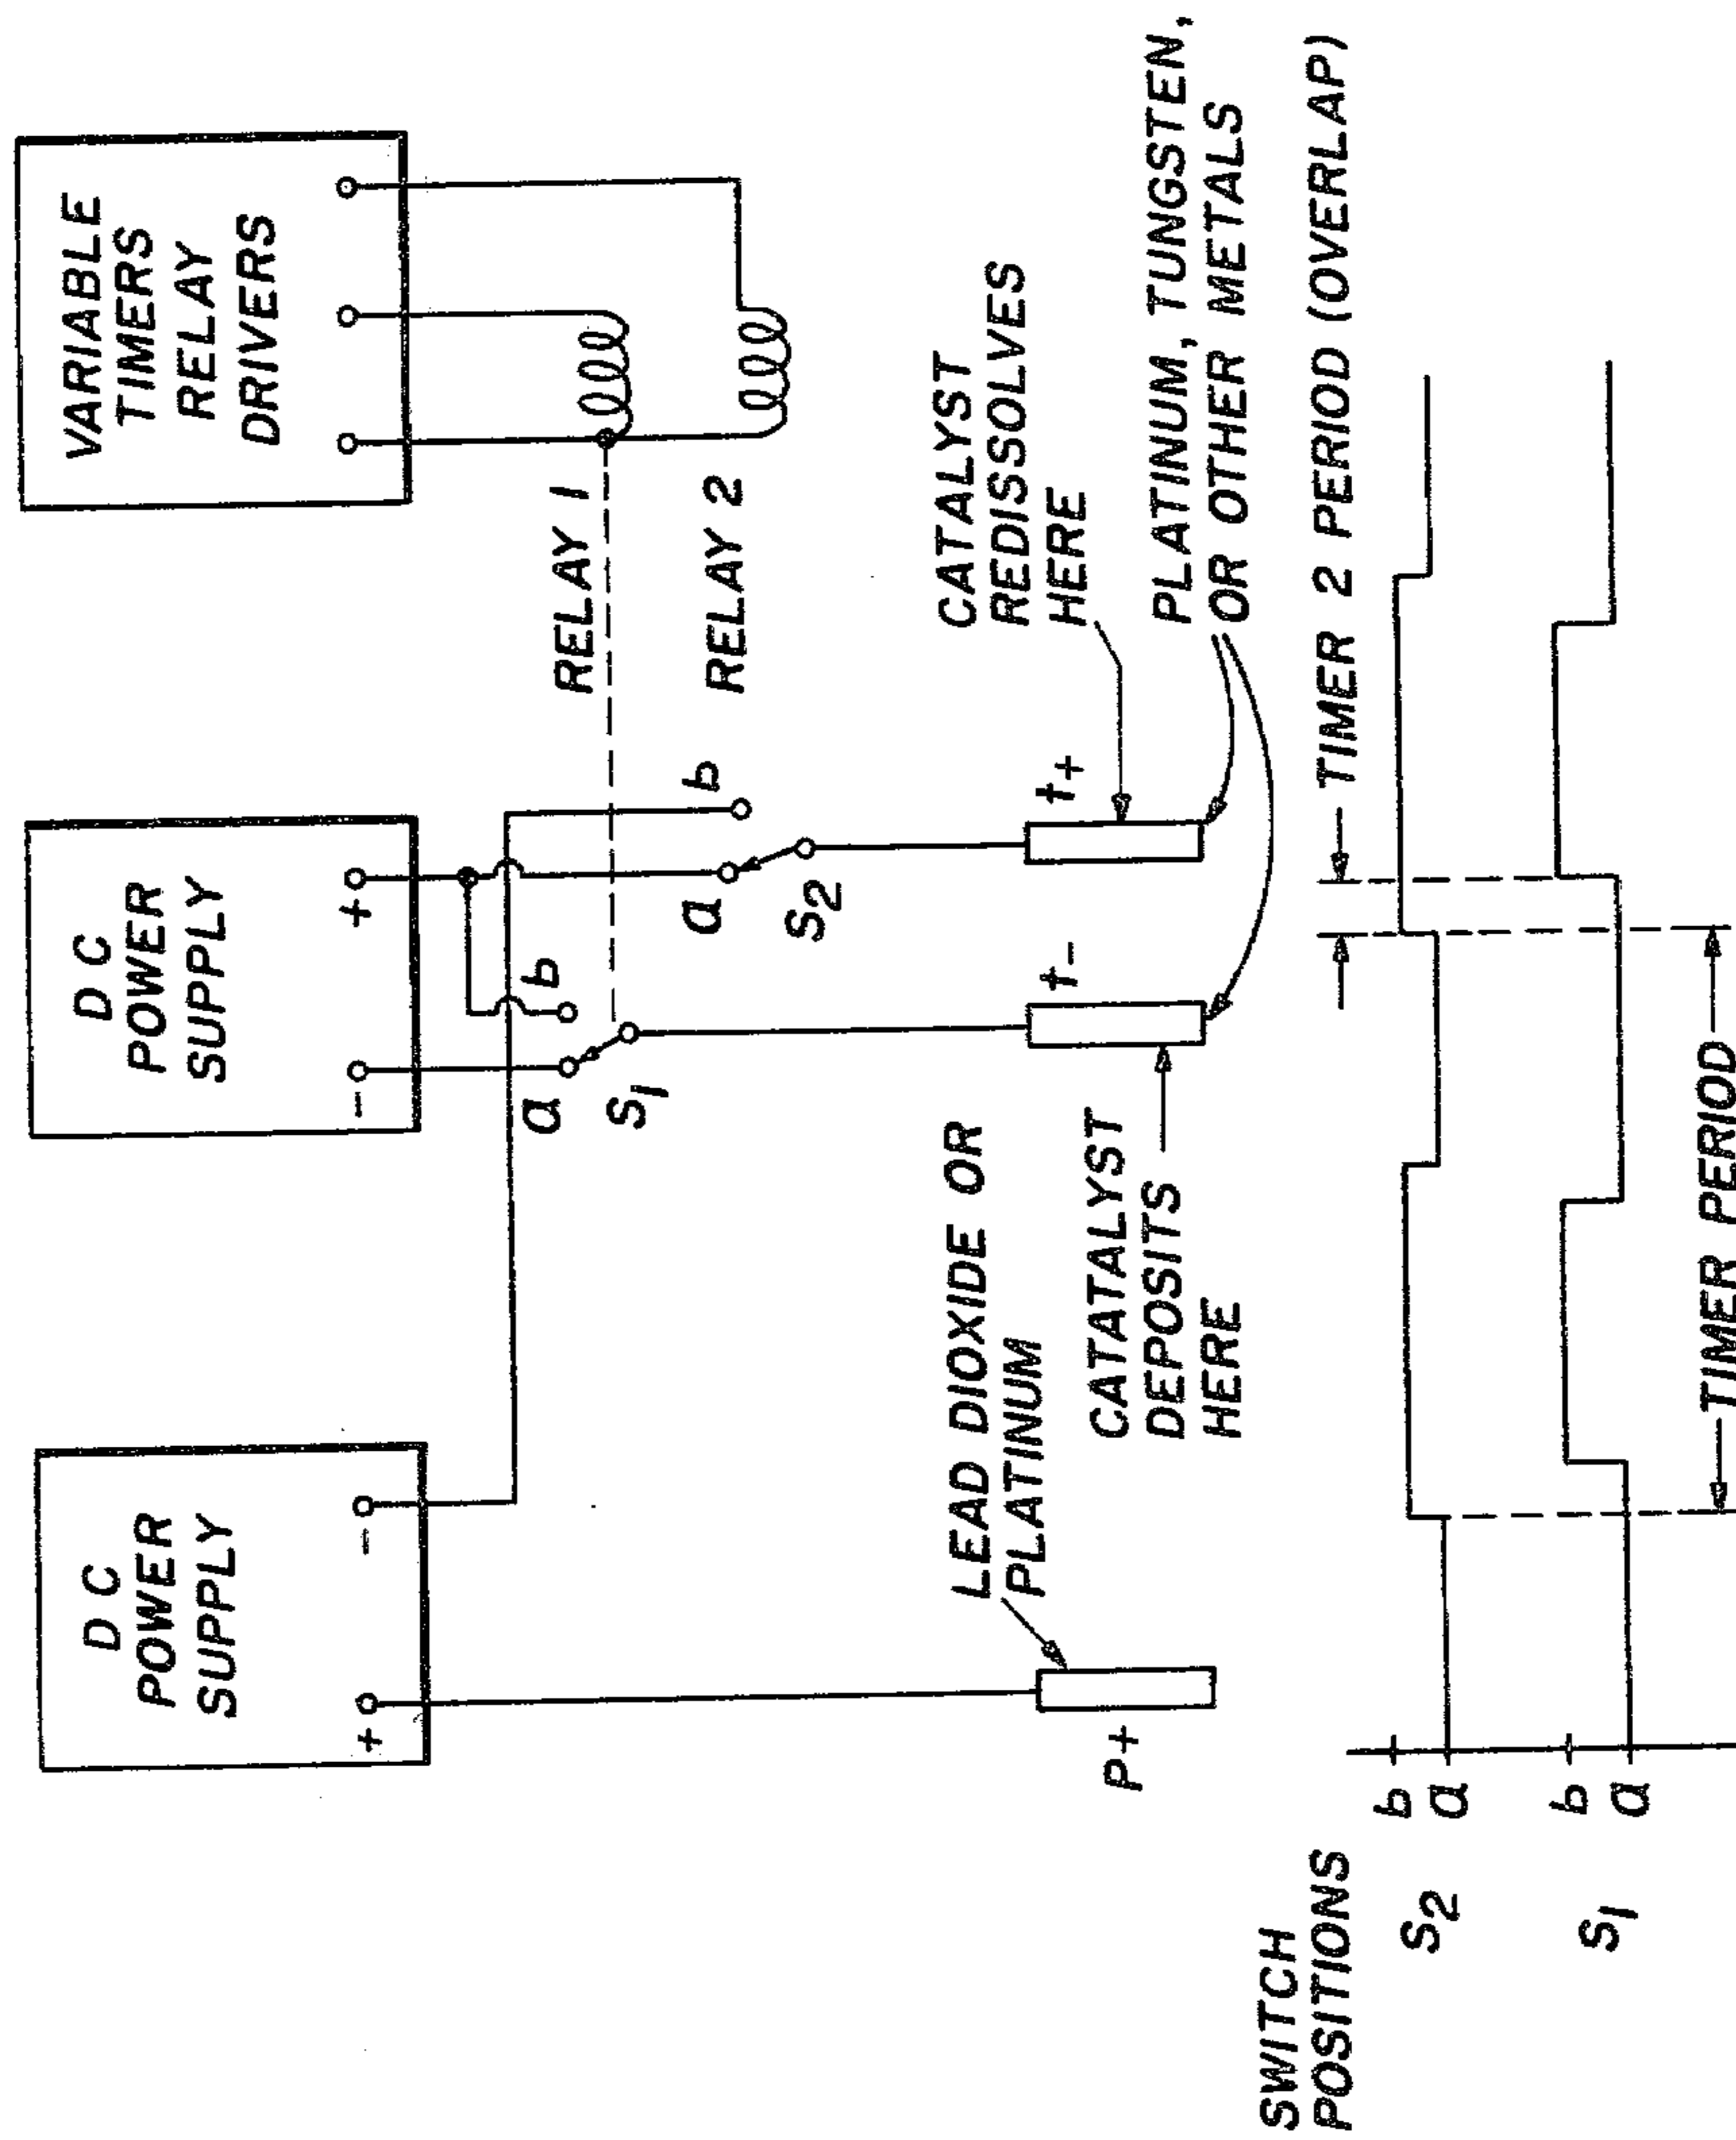 D C
POWER
SUPPLY
+
−
D C
POWER
SUPPLY
−
+
VARIABLE
TIMERS
RELAY
DRIVERS
a
b
S1
RELAY 1
a
b
S2
RELAY 2
LEAD DIOXIDE OR
PLATINUM
P+
CATATALYST
DEPOSITS
HERE
t−
t+
CATALYST
REDISSOLVES
HERE
PLATINUM, TUNGSTEN,
OR OTHER METALS
SWITCH
POSITIONS
TIMER 2 PERIOD (OVERLAP)
S2
b
a
S1
b
a
TIMER PERIOD